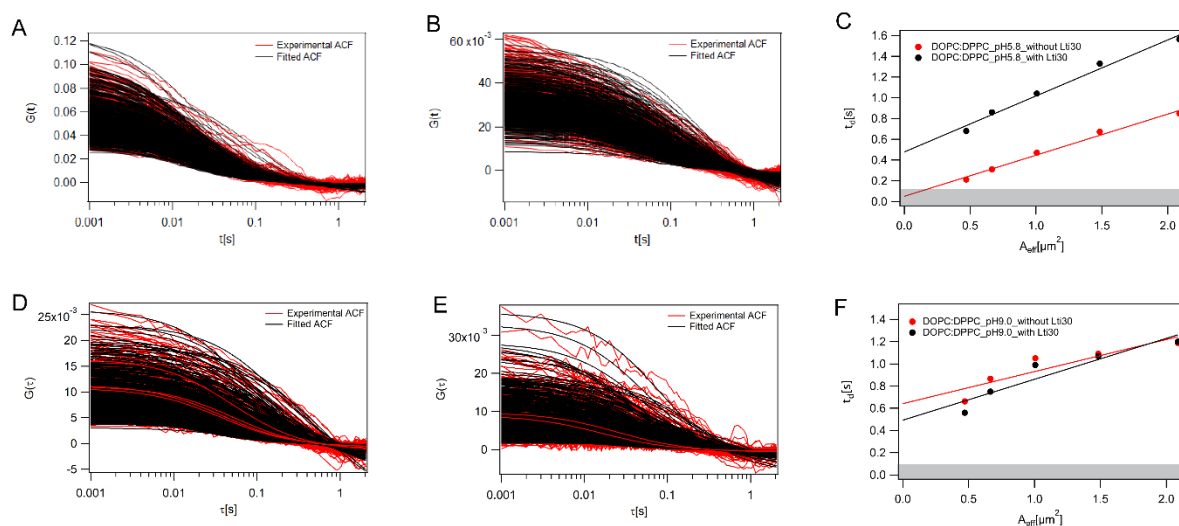 A
0.12
0.10
0.08
0.06
0.04
0.02
0.00
G(t)
Experimental ACF
Fitted ACF
0.001
0.01
0.1
1
τ[s]
B
60 x10⁻³
40
20
0
G(t)
Experimental ACF
Fitted ACF
0.001
0.01
0.1
1
t[s]
C
1.6
1.4
1.2
1.0
0.8
0.6
0.4
0.2
0.0
t_d[s]
DOPC:DPPC_pH5.8_without Lti30
DOPC:DPPC_pH5.8_with Lti30
0.0
0.5
1.0
1.5
2.0
A_eff[µm²]
D
25x10⁻³
20
15
10
5
0
-5
G(τ)
Experimental ACF
Fitted ACF
0.001
0.01
0.1
1
τ[s]
E
30x10⁻³
20
10
0
G(τ)
Experimental ACF
Fitted ACF
0.001
0.01
0.1
1
τ[s]
F
1.4
1.2
1.0
0.8
0.6
0.4
0.2
0.0
t_d[s]
DOPC:DPPC_pH9.0_without Lti30
DOPC:DPPC_pH9.0_with Lti30
0.0
0.5
1.0
1.5
2.0
A_eff[µm²]